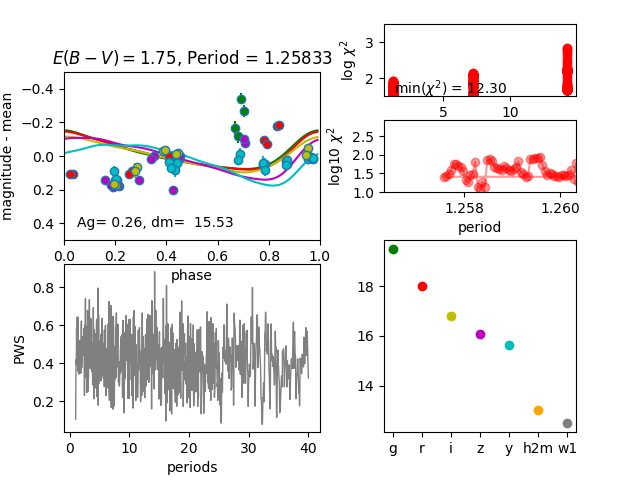 E(B − V) = 1.75, Period = 1.25833
magnitude - mean
−0.4
−0.2
0.0
0.2
0.4
Ag= 0.26, dm=  15.53
0.0 0.2 0.4 0.6 0.8 1.0
phase
log χ²
3
2
min(χ²) = 12.30
5 10
log10 χ²
2.5
2.0
1.5
1.0
1.258 1.260
period
PWS
0.8
0.6
0.4
0.2
0 10 20 30 40
periods
18
16
14
g r i z y h2m w1